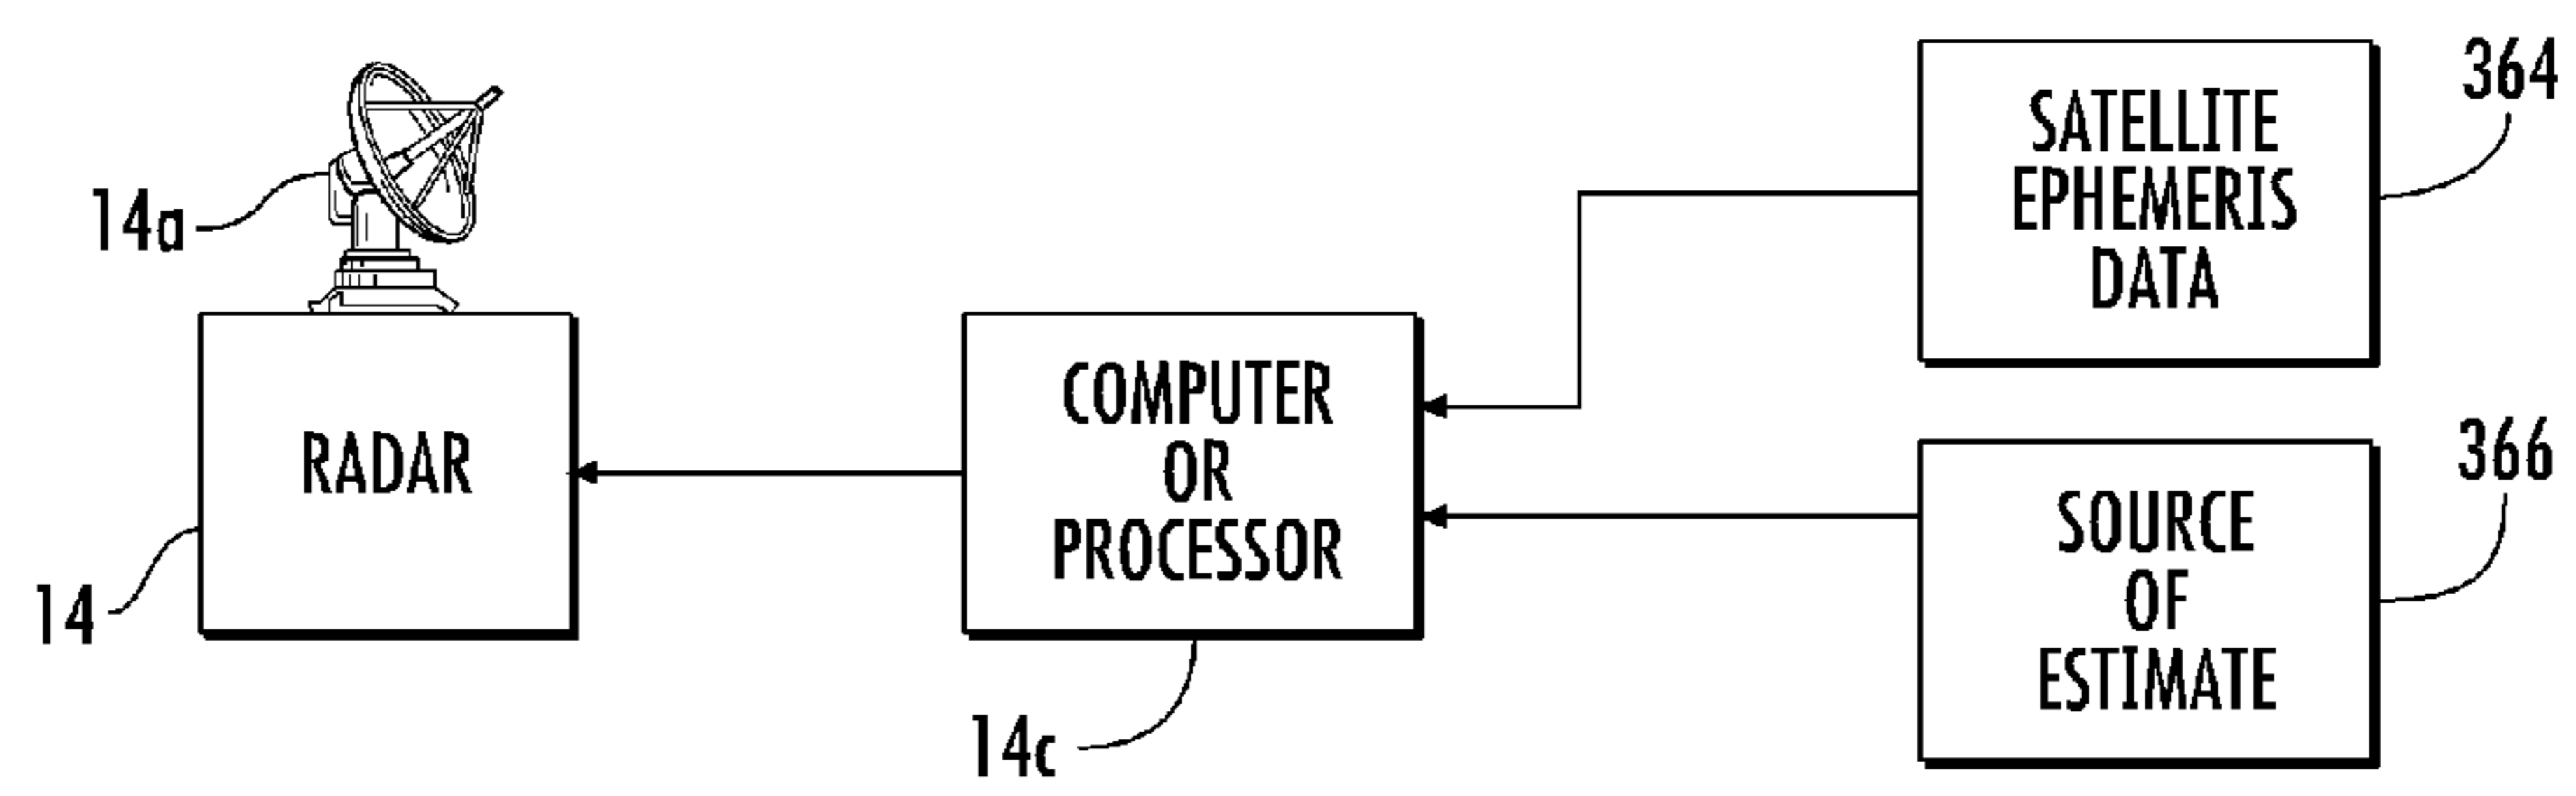 364
SATELLITE
EPHEMERIS
DATA
14a
RADAR
COMPUTER
OR
PROCESSOR
366
SOURCE
OF
ESTIMATE
14
14c